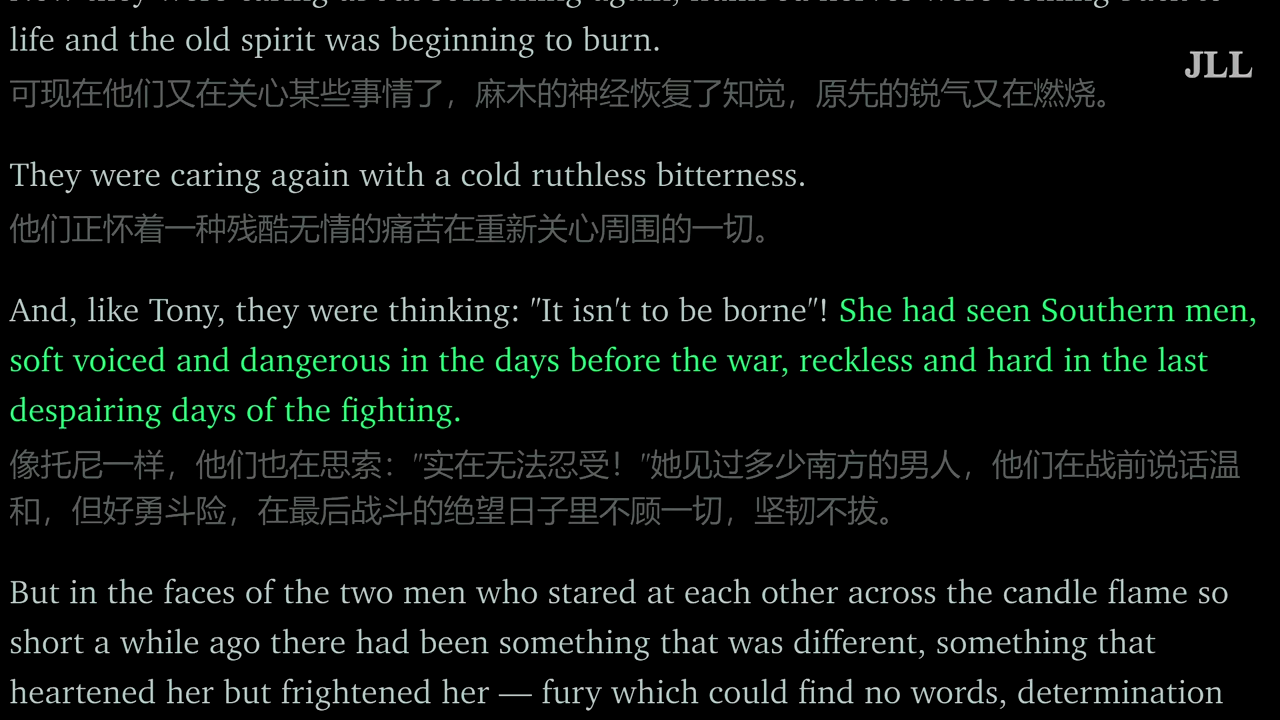 life and the old spirit was beginning to burn.
JLL
可现在他们又在关心某些事情了，麻木的神经恢复了知觉，原先的锐气又在燃烧。
They were caring again with a cold ruthless bitterness.
他们正怀着一种残酷无情的痛苦在重新关心周围的一切。
And, like Tony, they were thinking: "It isn't to be borne"! She had seen Southern men,
soft voiced and dangerous in the days before the war, reckless and hard in the last
despairing days of the fighting.
像托尼一样，他们也在思索："实在无法忍受！"她见过多少南方的男人，他们在战前说话温
和，但好勇斗险，在最后战斗的绝望日子里不顾一切，坚韧不拔。
But in the faces of the two men who stared at each other across the candle flame so
short a while ago there had been something that was different, something that
heartened her but frightened her — fury which could find no words, determination